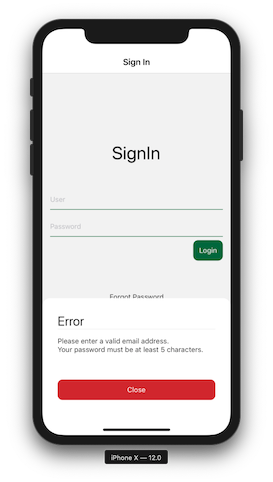 Sign In
SignIn
User
Password
Login
Forgot Password
Error
Please enter a valid email address.
Your password must be at least 5 characters.
Close
iPhone X — 12.0